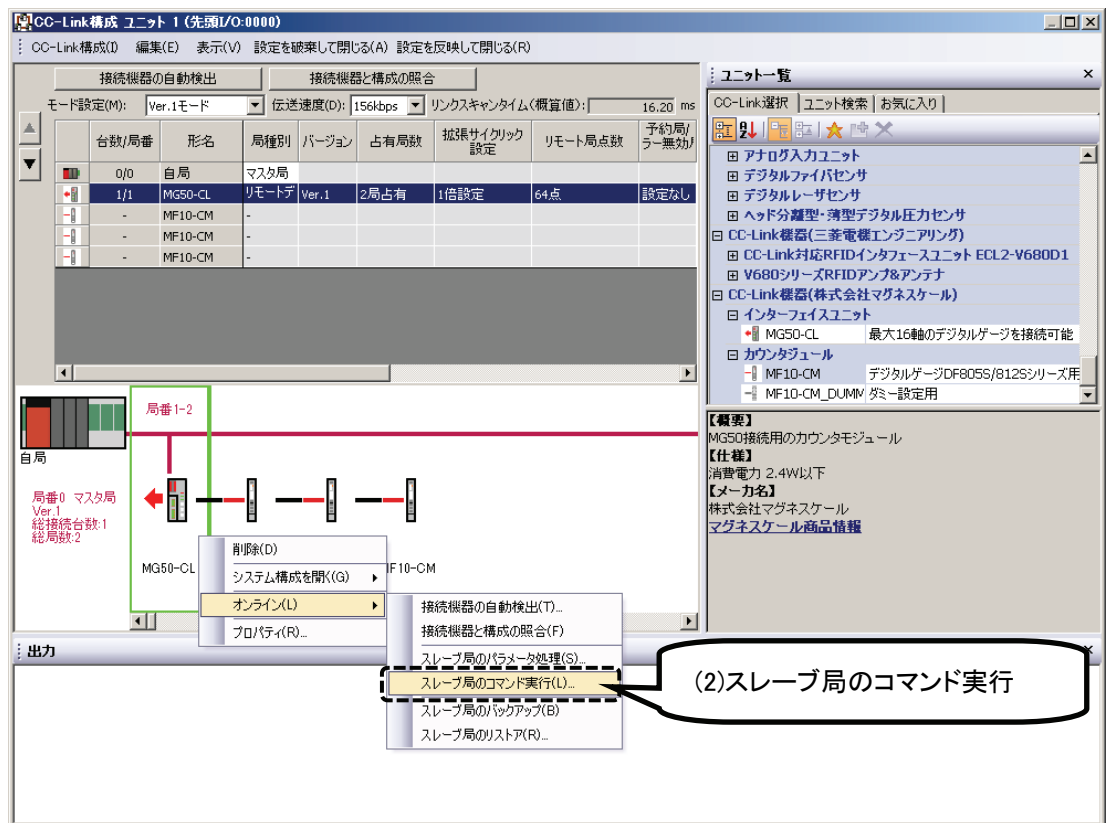 CC-Link構成 ユニット 1 (先頭I/O:0000)
CC-Link構成(I) 編集(E) 表示(V) 設定を破棄して閉じる(A) 設定を反映して閉じる(R)
接続機器の自動検出 接続機器と構成の照合
モード設定(M): Ver.1モード 伝送速度(D): 156kbps リンクスキャンタイム(概算値): 16.20 ms
台数/局番 形名 局種別 バージョン 占有局数 拡張サイクリック設定 リモート局点数 予約局/
ラー無効
0/0 自局 マスタ局
1/1 MG50-CL リモートデ Ver.1 2局占有 1倍設定 64点 設定なし
- MF10-CM -
- MF10-CM -
- MF10-CM -
局番1-2
自局
局番0 マスタ局
Ver.1
総接続台数:1
総局数:2
MG50-CL
MF10-CM
削除(D)
システム構成を開く(G)
オンライン(L)
プロパティ(R)...
接続機器の自動検出(T)...
接続機器と構成の照合(F)
スレーブ局のパラメータ処理(S)...
スレーブ局のコマンド実行(L)...
スレーブ局のバックアップ(B)
スレーブ局のリストア(R)...
(2)スレーブ局のコマンド実行
ユニット一覧
CC-Link選択 ユニット検索 お気に入り
アナログ入力ユニット
デジタルファイバセンサ
デジタルレーザセンサ
ヘッド分離型・薄型デジタル圧力センサ
CC-Link機器(三菱電機エンジニアリング)
CC-Link対応RFIDインタフェースユニット ECL2-V680D1
V680シリーズRFIDアンプ&アンテナ
CC-Link機器(株式会社マグネスケール)
インターフェイスユニット
MG50-CL 最大16軸のデジタルゲージを接続可能
カウンタジュール
MF10-CM デジタルゲージDF805S/812Sシリーズ用
MF10-CM_DUMM ダミー設定用
【概要】
MG50接続用のカウンタモジュール
【仕様】
消費電力 2.4W以下
【メーカ名】
株式会社マグネスケール
マグネスケール商品情報
出力